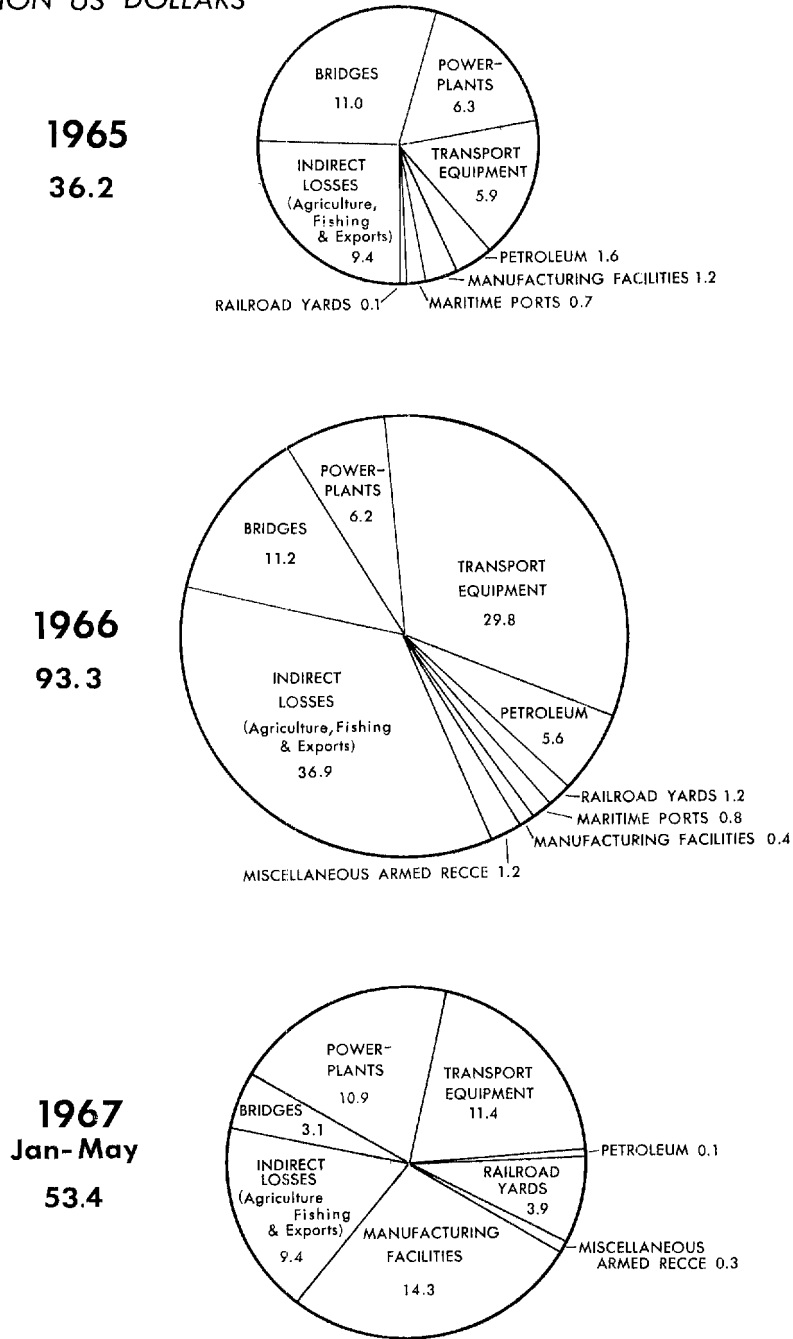 US DOLLARS
1965
36.2
BRIDGES
11.0
POWER-
PLANTS
6.3
TRANSPORT
EQUIPMENT
5.9
INDIRECT
LOSSES
(Agriculture,
Fishing
& Exports)
9.4
PETROLEUM 1.6
MANUFACTURING FACILITIES 1.2
RAILROAD YARDS 0.1
MARITIME PORTS 0.7
1966
93.3
POWER-
PLANTS
6.2
BRIDGES
11.2
TRANSPORT
EQUIPMENT
29.8
INDIRECT
LOSSES
(Agriculture, Fishing
& Exports)
36.9
PETROLEUM
5.6
RAILROAD YARDS 1.2
MARITIME PORTS 0.8
MANUFACTURING FACILITIES 0.4
MISCELLANEOUS ARMED RECCE 1.2
1967
Jan-May
53.4
POWER-
PLANTS
10.9
TRANSPORT
EQUIPMENT
11.4
BRIDGES
3.1
PETROLEUM 0.1
INDIRECT
LOSSES
(Agriculture
Fishing
& Exports)
9.4
RAILROAD
YARDS
3.9
MANUFACTURING
FACILITIES
14.3
MISCELLANEOUS
ARMED RECCE 0.3